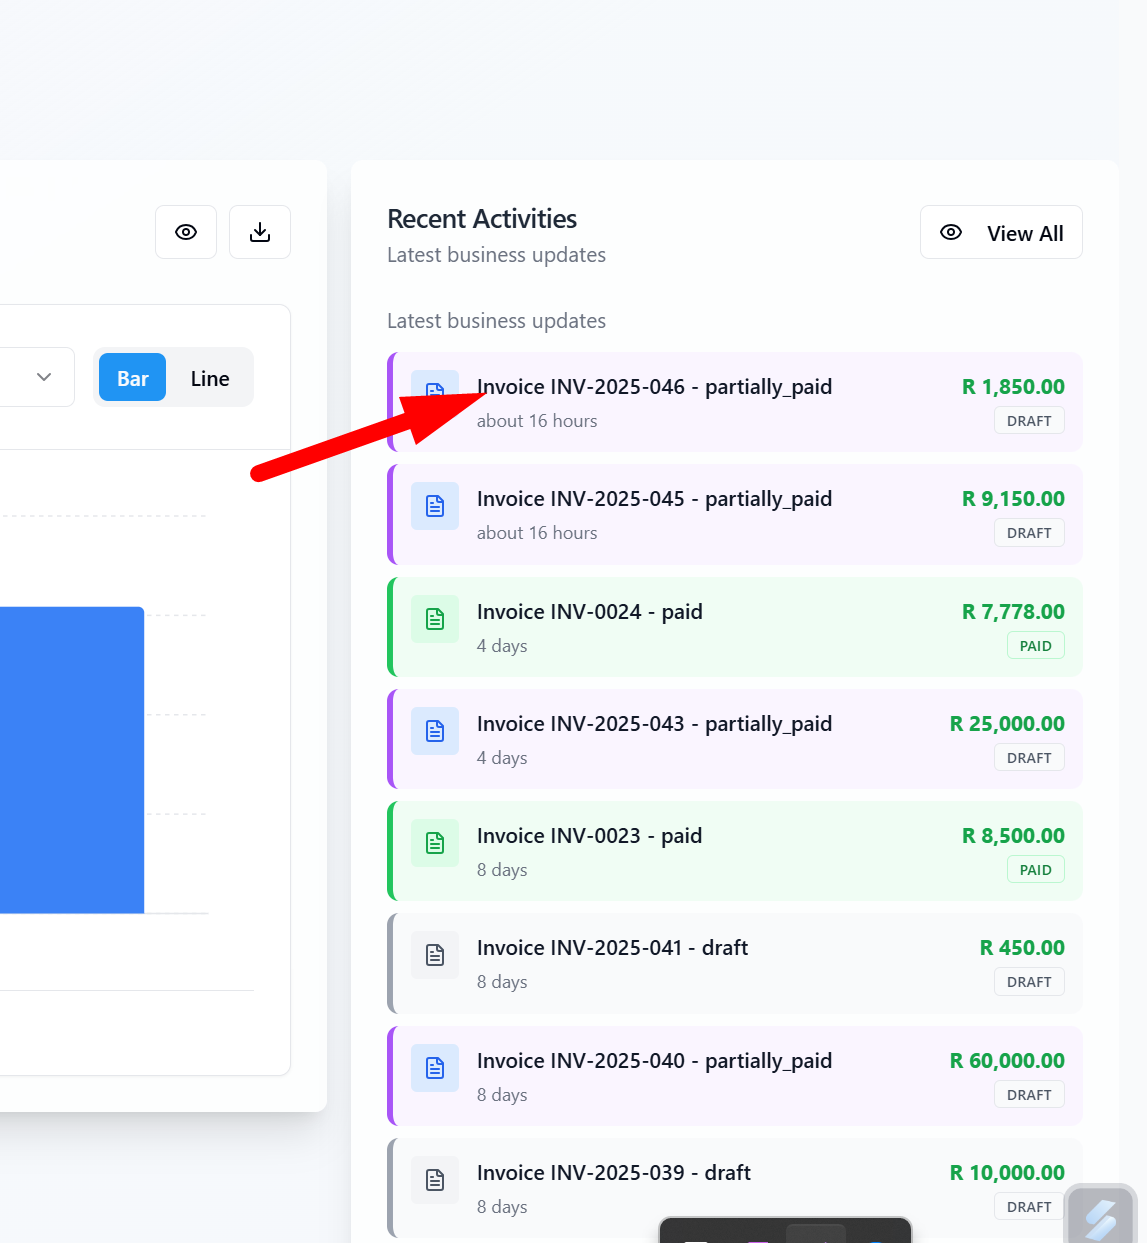 Recent Activities
Latest business updates
View All
Latest business updates
Bar
Line
Invoice INV-2025-046 - partially_paid
R 1,850.00
about 16 hours
DRAFT
Invoice INV-2025-045 - partially_paid
R 9,150.00
about 16 hours
DRAFT
Invoice INV-0024 - paid
R 7,778.00
4 days
PAID
Invoice INV-2025-043 - partially_paid
R 25,000.00
4 days
DRAFT
Invoice INV-0023 - paid
R 8,500.00
8 days
PAID
Invoice INV-2025-041 - draft
R 450.00
8 days
DRAFT
Invoice INV-2025-040 - partially_paid
R 60,000.00
8 days
DRAFT
Invoice INV-2025-039 - draft
R 10,000.00
8 days
DRAFT